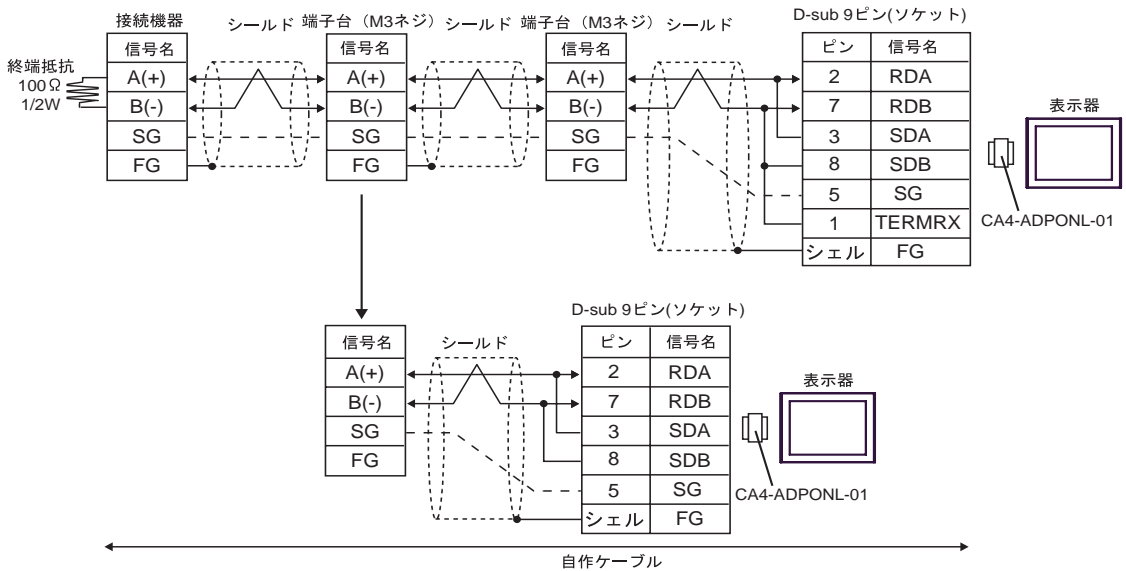 接続機器
シールド
端子台（M3ネジ）
シールド
端子台（M3ネジ）
シールド
D-sub 9ピン(ソケット)
終端抵抗
100Ω
1/2W
信号名
A(+)
B(-)
SG
FG
信号名
A(+)
B(-)
SG
FG
信号名
A(+)
B(-)
SG
FG
ピン 信号名
2 RDA
7 RDB
3 SDA
8 SDB
5 SG
1 TERMRX
シェル FG
表示器
CA4-ADPONL-01
D-sub 9ピン(ソケット)
信号名
A(+)
B(-)
SG
FG
シールド
ピン 信号名
2 RDA
7 RDB
3 SDA
8 SDB
5 SG
シェル FG
表示器
CA4-ADPONL-01
自作ケーブル